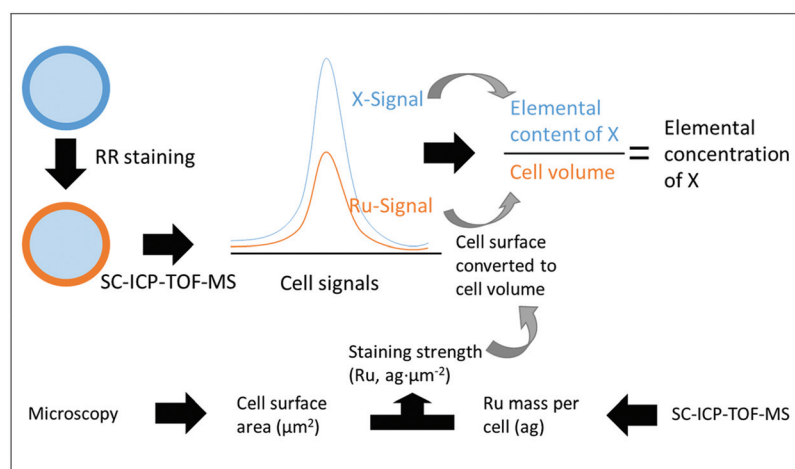 X-Signal
Elemental
content of X
Cell volume
=
Elemental
concentration
of X
RR staining
Ru-Signal
SC-ICP-TOF-MS
Cell signals
Cell surface
converted to
cell volume
Staining strength
(Ru, ag·µm⁻²)
Microscopy
Cell surface
area (µm²)
Ru mass per
cell (ag)
SC-ICP-TOF-MS